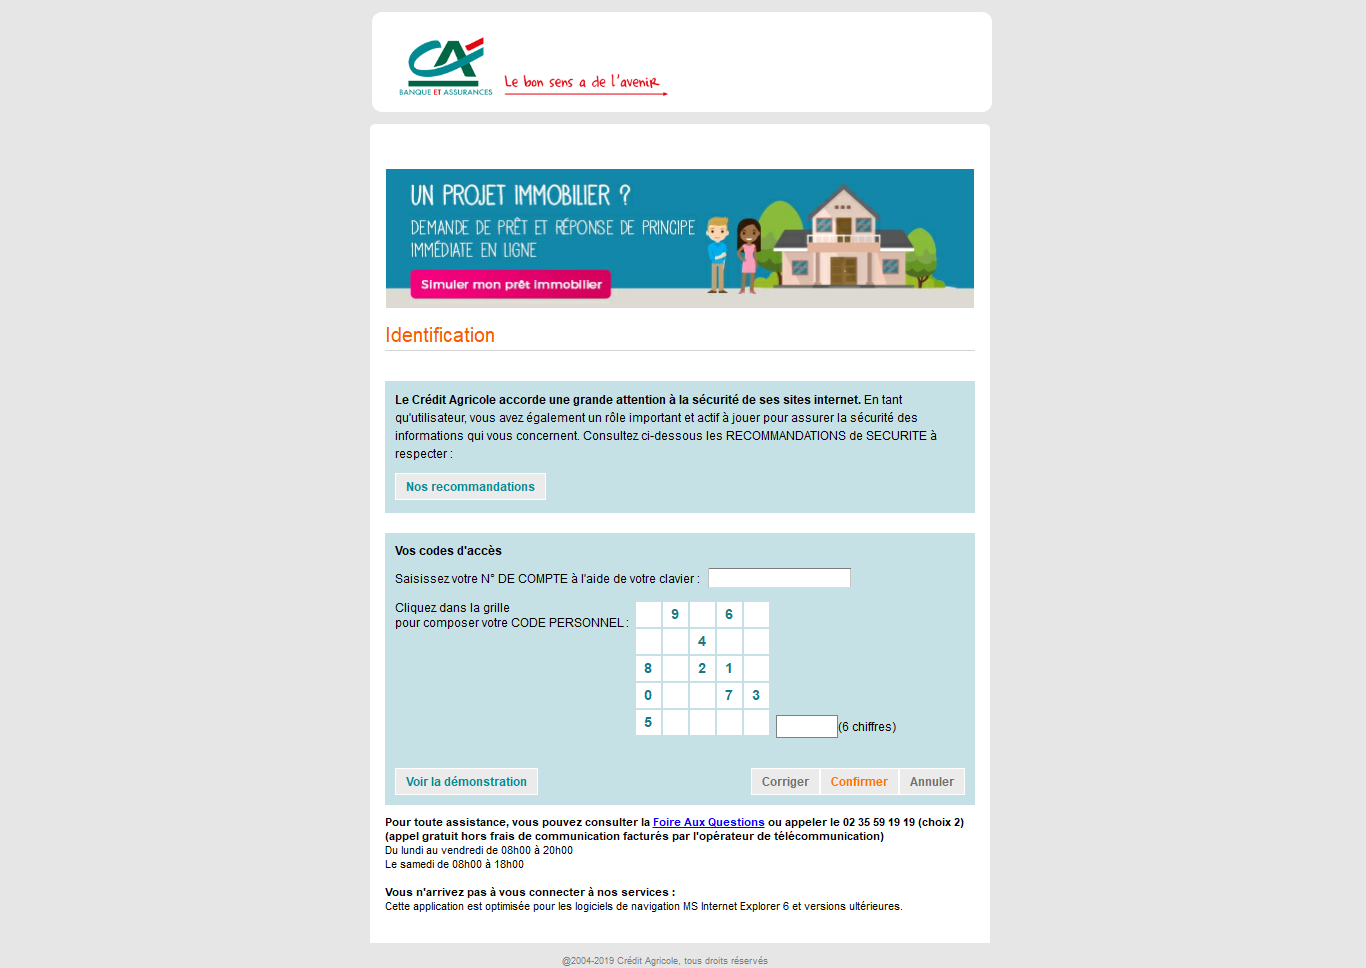 CA
BANQUE ET ASSURANCES
Le bon sens a de l'avenir
UN PROJET IMMOBILIER ?
DEMANDE DE PRÊT ET RÉPONSE DE PRINCIPE
IMMÉDIATE EN LIGNE
Simuler mon prêt immobilier
Identification
Le Crédit Agricole accorde une grande attention à la sécurité de ses sites internet. En tant
qu'utilisateur, vous avez également un rôle important et actif à jouer pour assurer la sécurité des
informations qui vous concernent. Consultez ci-dessous les RECOMMANDATIONS de SECURITE à
respecter :
Nos recommandations
Vos codes d'accès
Saisissez votre N° DE COMPTE à l'aide de votre clavier :
Cliquez dans la grille
pour composer votre CODE PERSONNEL :
9 6
4
8 2 1
0 7 3
5
(6 chiffres)
Voir la démonstration
Corriger Confirmer Annuler
Pour toute assistance, vous pouvez consulter la Foire Aux Questions ou appeler le 02 35 59 19 19 (choix 2)
(appel gratuit hors frais de communication facturés par l'opérateur de télécommunication)
Du lundi au vendredi de 08h00 à 20h00
Le samedi de 08h00 à 18h00
Vous n'arrivez pas à vous connecter à nos services :
Cette application est optimisée pour les logiciels de navigation MS Internet Explorer 6 et versions ultérieures.
@2004-2019 Crédit Agricole, tous droits réservés